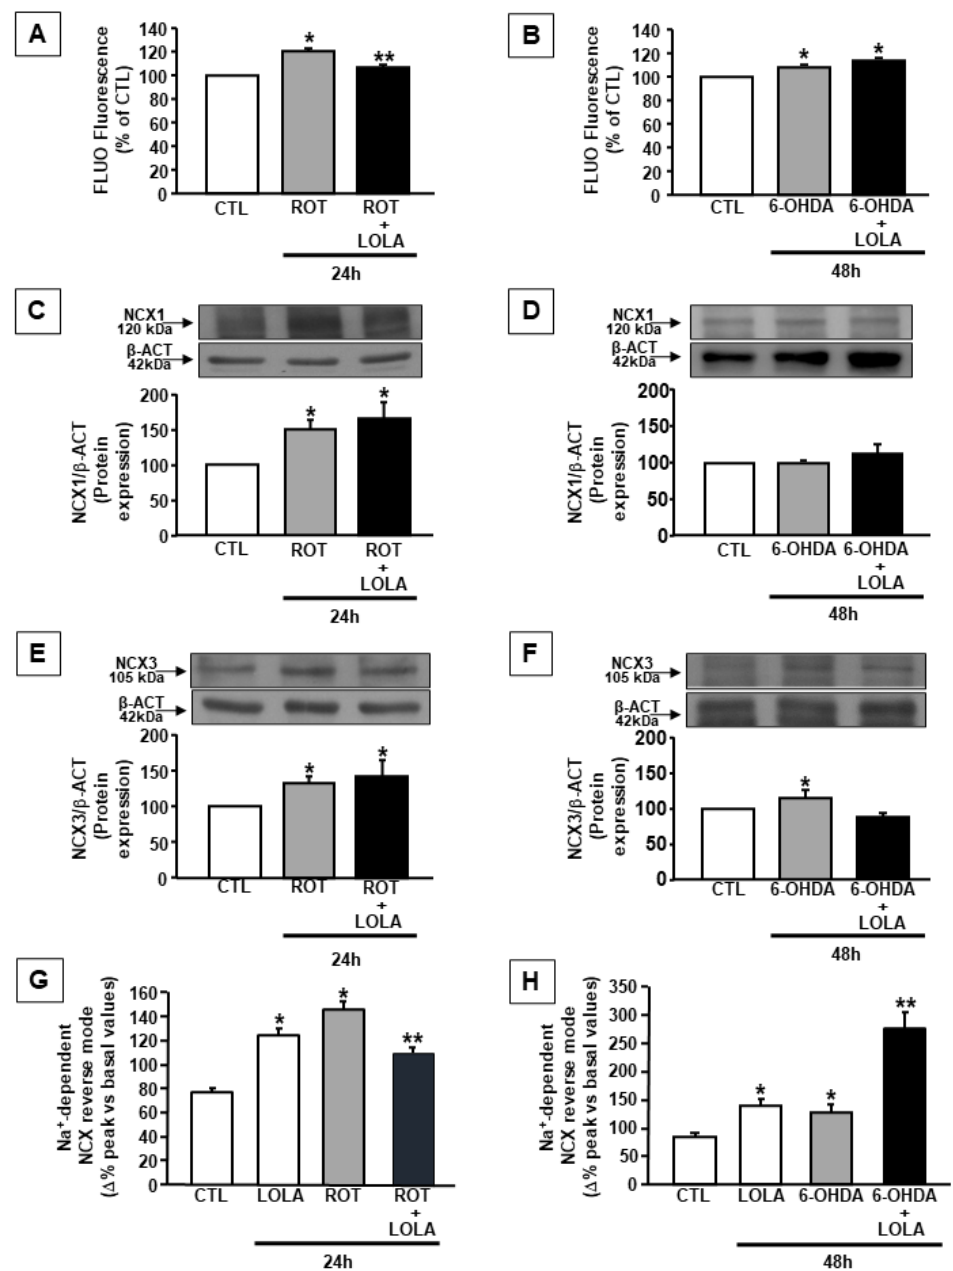 A
FLUO Fluorescence
(% of CTL)
140
120
100
80
60
40
20
0
*
**
CTL
ROT
ROT
+
LOLA
24h
B
FLUO Fluorescence
(% of CTL)
140
120
100
80
60
40
20
0
*
*
CTL
6-OHDA
6-OHDA
+
LOLA
48h
C
NCX1
120 kDa
β-ACT
42kDa
NCX1/β-ACT
(Protein
expression)
200
150
100
50
0
*
*
CTL
ROT
ROT
+
LOLA
24h
D
NCX1
120 kDa
β-ACT
42kDa
NCX1/β-ACT
(Protein
expression)
200
150
100
50
0
CTL
6-OHDA
6-OHDA
+
LOLA
48h
E
NCX3
105 kDa
β-ACT
42kDa
NCX3/β-ACT
(Protein
expression)
200
150
100
50
0
*
*
CTL
ROT
ROT
+
LOLA
24h
F
NCX3
105 kDa
β-ACT
42kDa
NCX3/β-ACT
(Protein
expression)
200
150
100
50
0
*
CTL
6-OHDA
6-OHDA
+
LOLA
48h
G
Na⁺-dependent
NCX reverse mode
(Δ% peak vs basal values)
160
140
120
100
80
60
40
20
0
*
*
**
CTL
LOLA
ROT
ROT
+
LOLA
24h
H
Na⁺-dependent
NCX reverse mode
(Δ% peak vs basal values)
350
300
250
200
150
100
50
0
*
*
**
CTL
LOLA
6-OHDA
6-OHDA
+
LOLA
48h